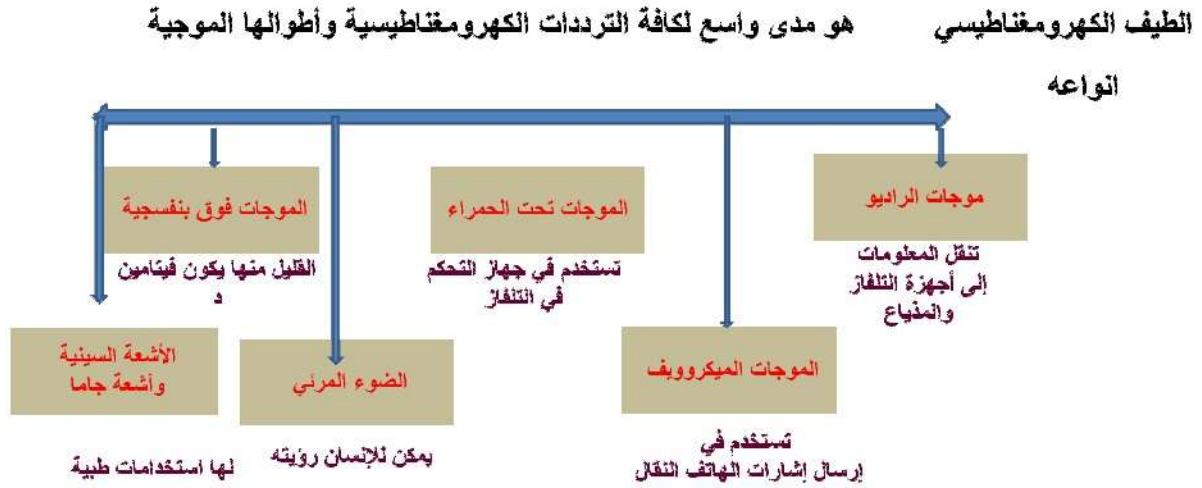 الطيف الكهرومغناطيسي هو مدى واسع لكافة الترددات الكهرومغناطيسية وأطوالها الموجية
انواعه
موجات الراديو
تنقل المعلومات
إلى أجهزة التلفاز
والمذياع
الموجات الميكروويف
تستخدم في
إرسال إشارات الهاتف النقال
الموجات تحت الحمراء
تستخدم في جهاز التحكم
في التلفاز
الضوء المرئي
يمكن للإنسان رؤيته
الموجات فوق بنفسجية
القليل منها يكون فيتامين
د
الأشعة السينية
وأشعة جاما
لها استخدامات طبية